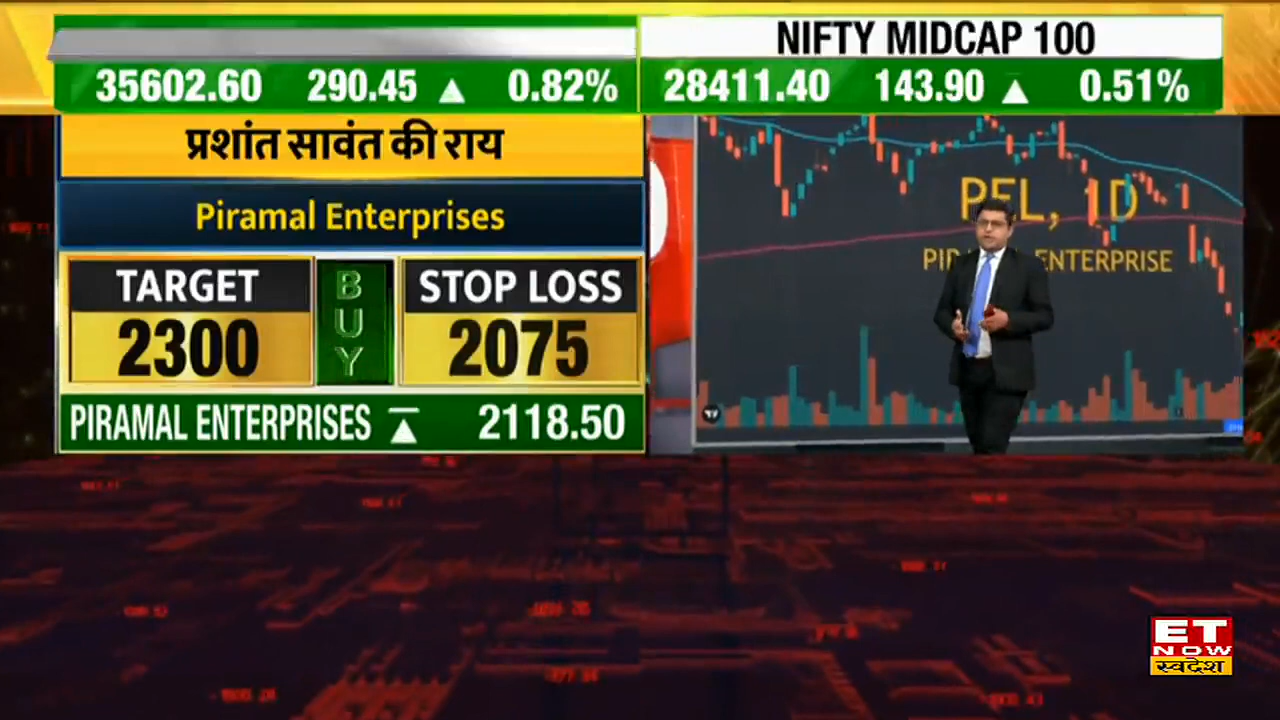 NIFTY MIDCAP 100
35602.60 290.45 ▲ 0.82%
28411.40 143.90 ▲ 0.51%
प्रशांत सावंत की राय
Piramal Enterprises
TARGET
2300
BUY
STOP LOSS
2075
PIRAMAL ENTERPRISES 2118.50
PEL, 1D
ENTERPRISE
ET
NOW
स्वदेश